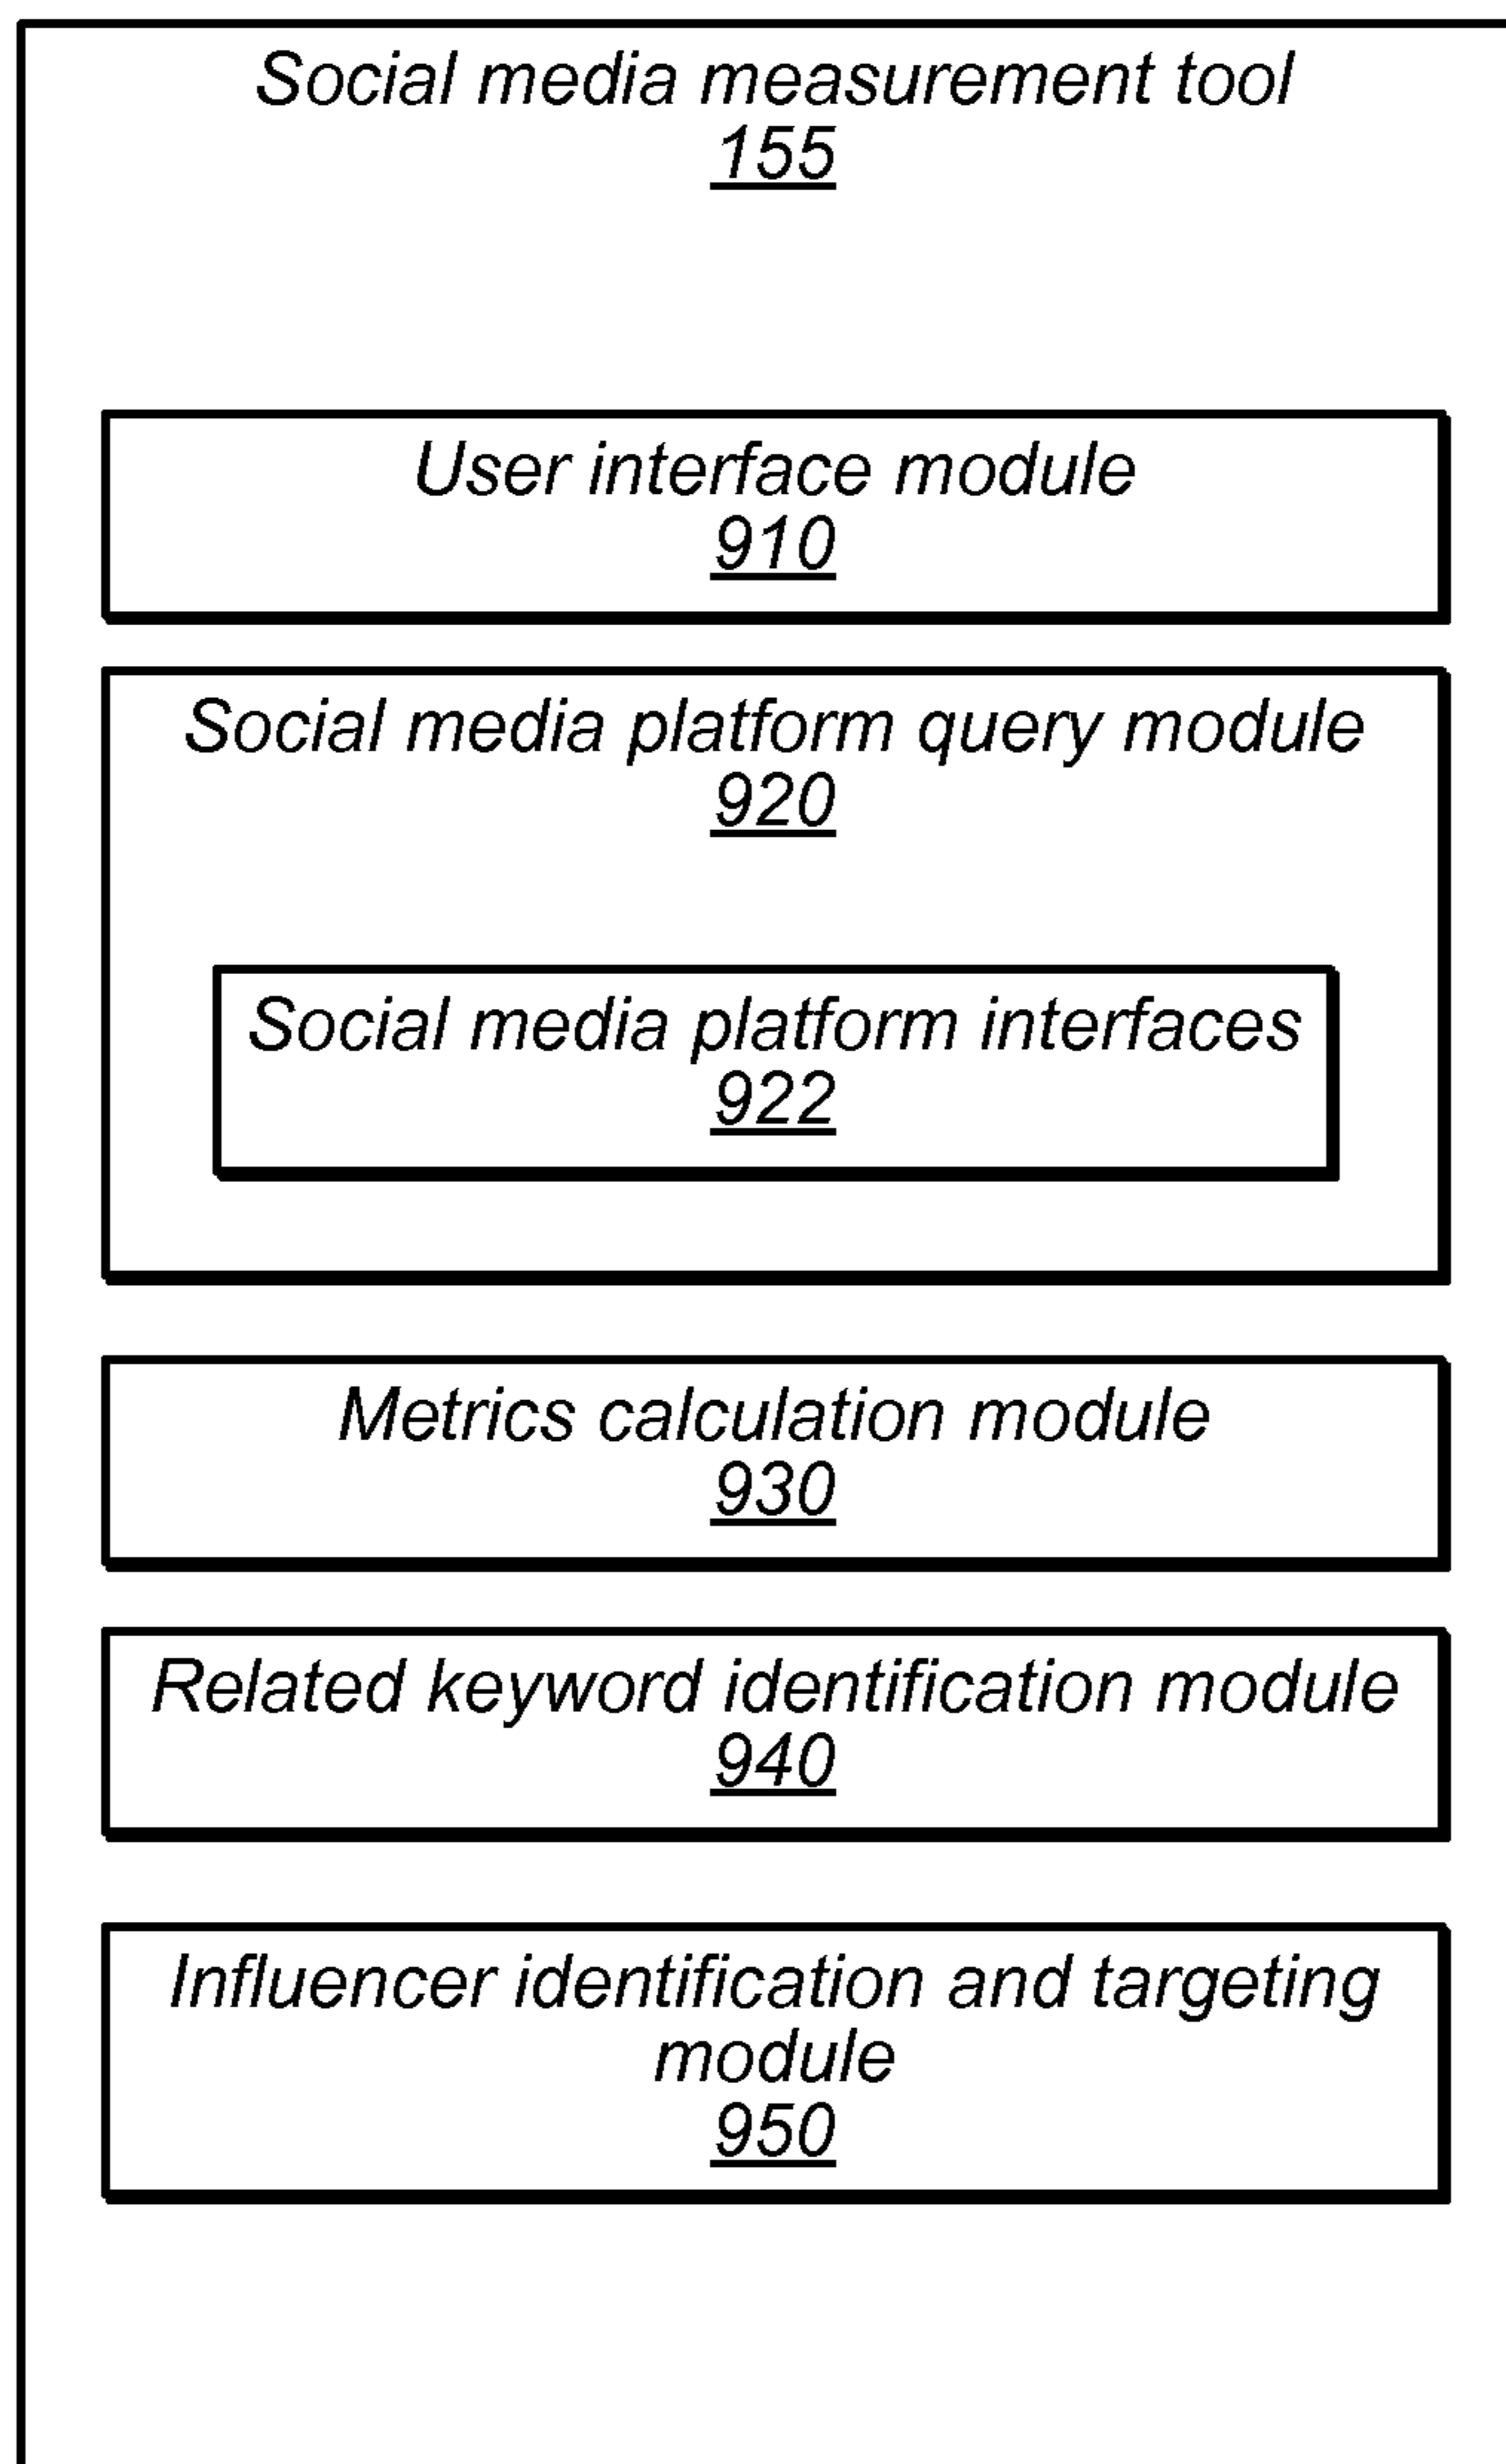 Social media measurement tool
155
User interface module
910
Social media platform query module
920
Social media platform interfaces
922
Metrics calculation module
930
Related keyword identification module
940
Influencer identification and targeting
module
950